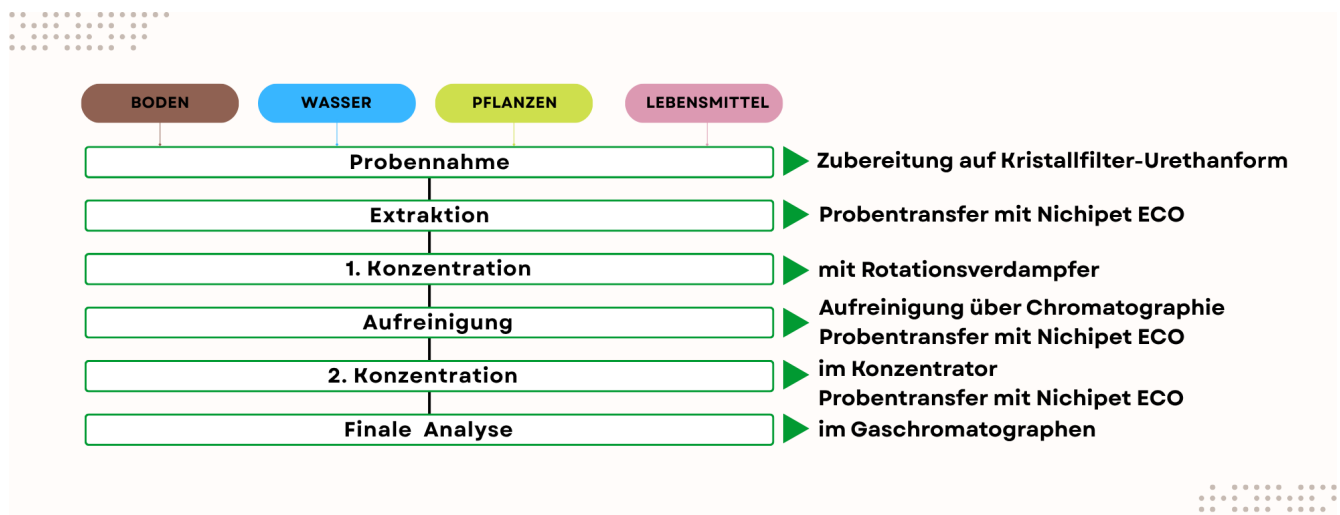 BODEN
WASSER
PFLANZEN
LEBENSMITTEL
Probennahme
Zubereitung auf Kristallfilter-Urethanform
Extraktion
Probentransfer mit Nichipet ECO
1. Konzentration
mit Rotationsverdampfer
Aufreinigung
Aufreinigung über Chromatographie
Probentransfer mit Nichipet ECO
2. Konzentration
im Konzentrator
Probentransfer mit Nichipet ECO
Finale Analyse
im Gaschromatographen